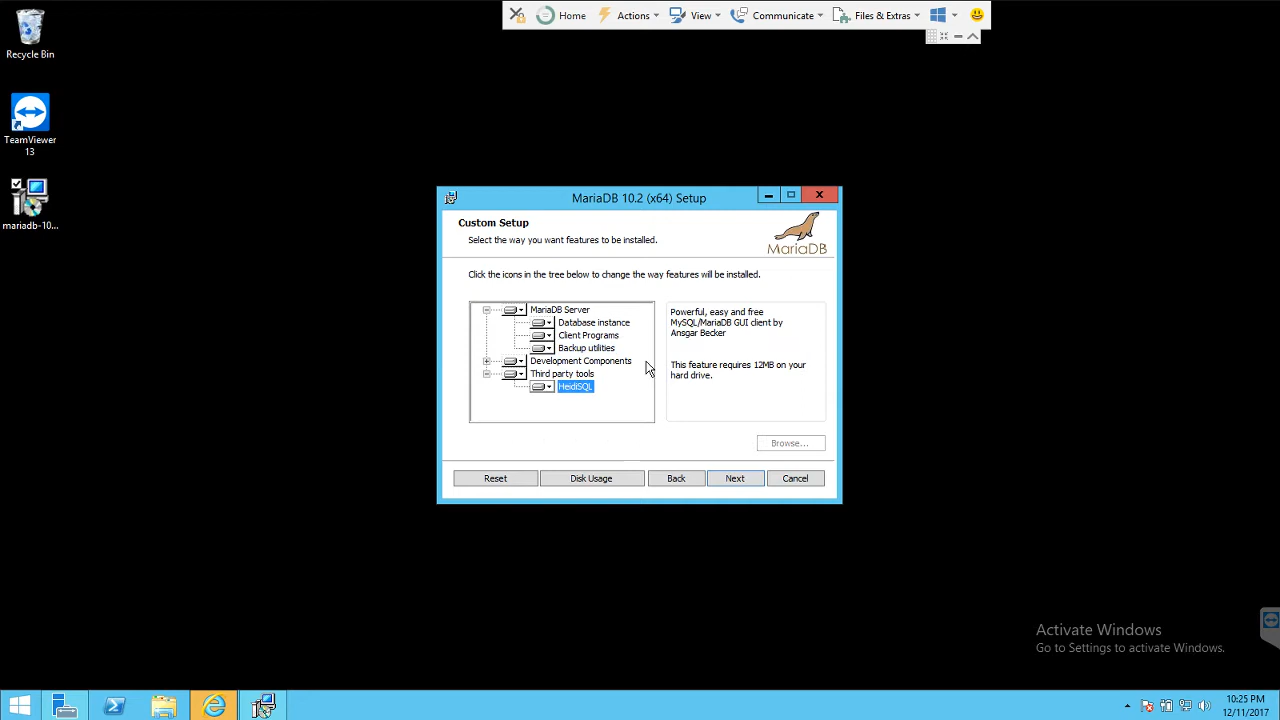 Home
Actions
View
Communicate
Files & Extras
Recycle Bin
TeamViewer
13
mariadb-10...
MariaDB 10.2 (x64) Setup
Custom Setup
Select the way you want features to be installed.
MariaDB
Click the icons in the tree below to change the way features will be installed.
MariaDB Server
Database instance
Client Programs
Backup utilities
Development Components
Third party tools
HeidiSQL
Powerful, easy and free
MySQL/MariaDB GUI client by
Ansgar Becker
This feature requires 12MB on your
hard drive.
Browse...
Reset
Disk Usage
Back
Next
Cancel
Activate Windows
Go to Settings to activate Windows.
10:25 PM
12/11/2017